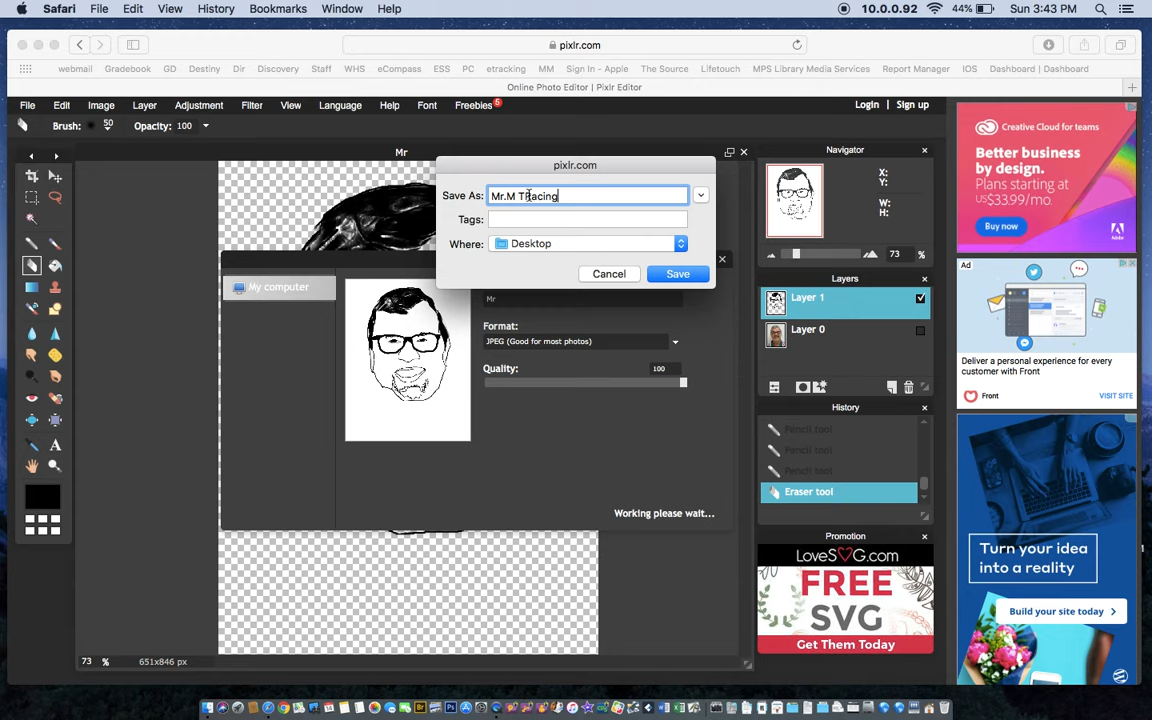 Safari File Edit View History Bookmarks Window Help 10.0.0.92 44% Sun 3:43 PM
pixlr.com
webmail Gradebook GD Destiny Dir Discovery Staff WHS eCompass ESS PC etracking MM Sign In - Apple The Source Lifetouch MPS Library Media Services Report Manager IOS Dashboard | Dashboard
Online Photo Editor | Pixlr Editor
File Edit Image Layer Adjustment Filter View Language Help Font Freebies 6 Login Sign up
Brush: 50 Opacity: 100
Mr
pixlr.com
Save As: Mr.M Tracing
Tags:
Where: Desktop
Cancel Save
My computer
Mr
Format:
JPEG (Good for most photos)
Quality: 100
Working please wait...
73 % 651x846 px
Navigator
X:
Y:
W:
H:
73 %
Layers
Layer 1
Layer 0
History
Pencil tool
Pencil tool
Pencil tool
Eraser tool
Promotion
LoveSVG.com
FREE
SVG
Get Them Today
Creative Cloud for teams
Better business
by design.
Plans starting at
US$33.99/mo.
Buy now
Adobe
Ad
Deliver a personal experience for every
customer with Front
Front VISIT SITE
Turn your idea
into a reality
Build your site today